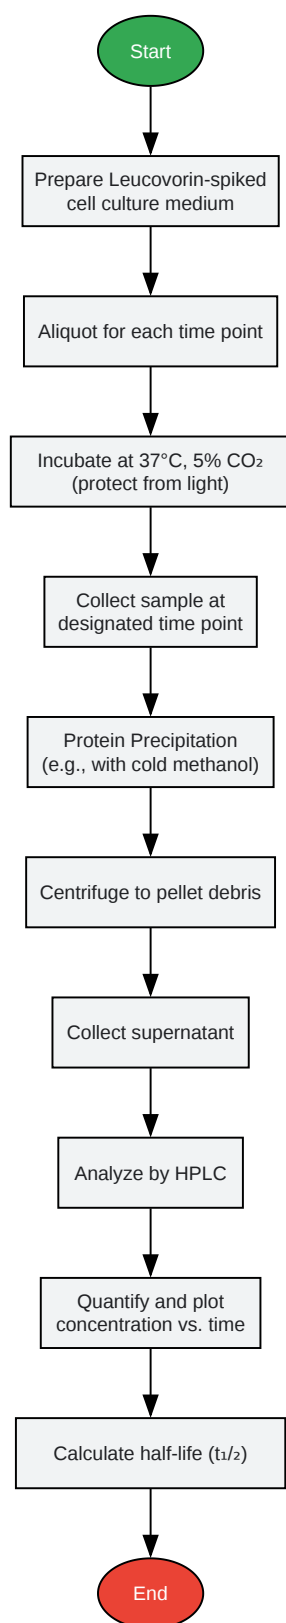 Start
Prepare Leucovorin-spiked
cell culture medium
Aliquot for each time point
Incubate at 37°C, 5% CO₂
(protect from light)
Collect sample at
designated time point
Protein Precipitation
(e.g., with cold methanol)
Centrifuge to pellet debris
Collect supernatant
Analyze by HPLC
Quantify and plot
concentration vs. time
Calculate half-life (t₁/₂)
End